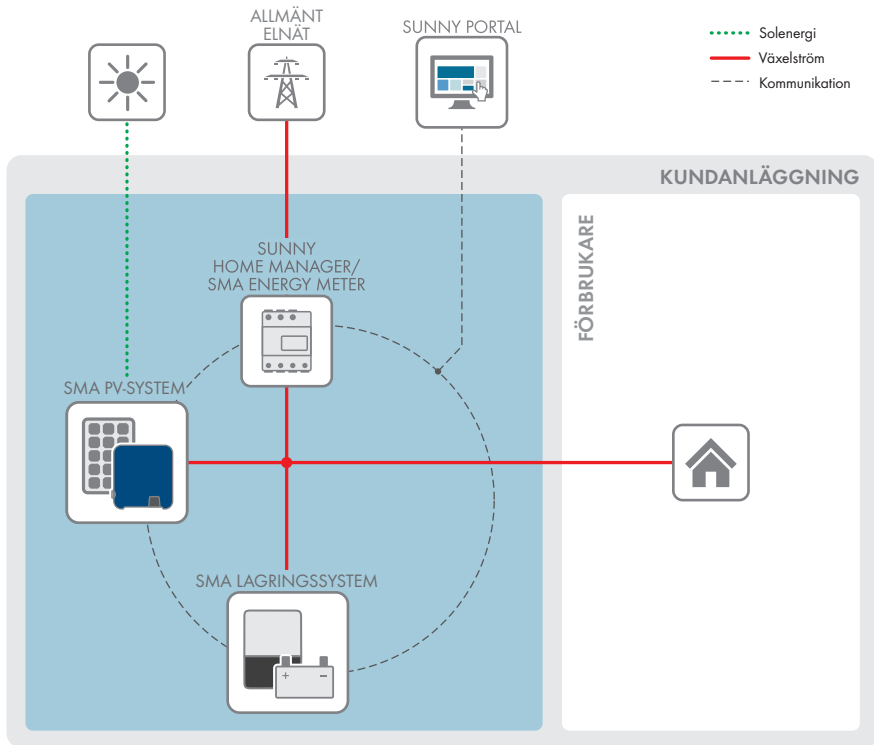 ALLMÄNT
ELNÄT
SUNNY PORTAL
Solenergi
Växelström
Kommunikation
KUNDANLÄGGNING
FÖRBRUKARE
SUNNY
HOME MANAGER/
SMA ENERGY METER
SMA PV-SYSTEM
SMA LAGRINGSSYSTEM
+ −